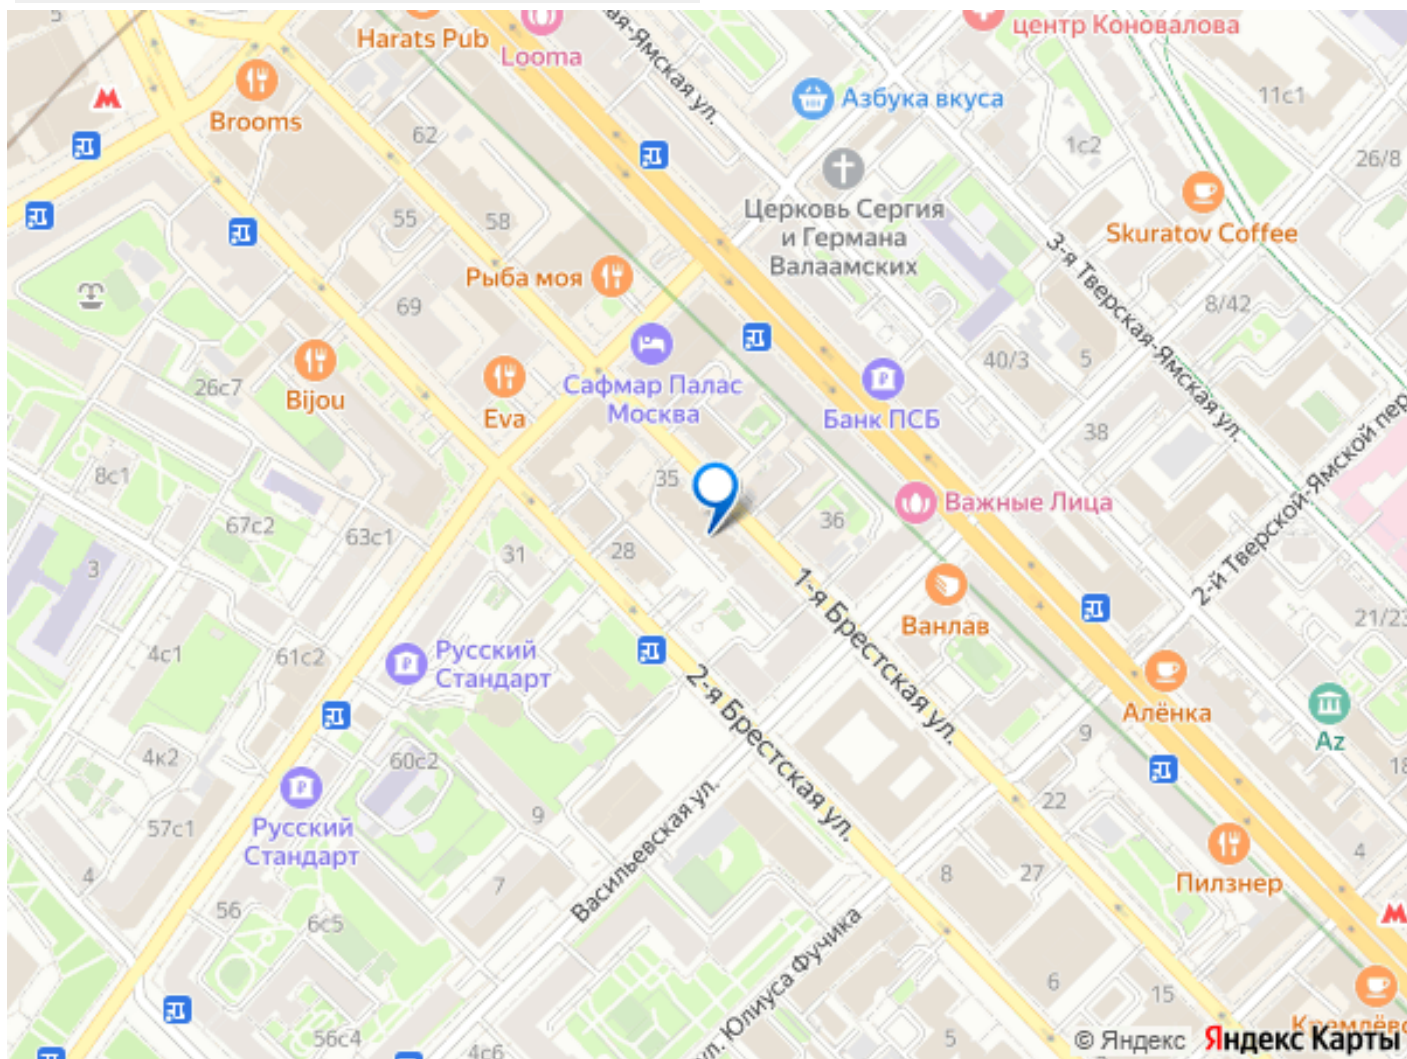 5
Harats Pub
Looma
ая-Ямская ул.
центр Коновалова
Brooms
62
Азбука вкуса
11с1
1с2
26/8
55
58
Церковь Сергия
и Германа
Валаамских
Skuratov Coffee
Рыба моя
69
3-я Тверская-Ямская ул.
8/42
40/3
5
26с7
Bijou
Eva
Сафмар Палас
Москва
Банк ПСБ
38
8с1
35
67с2
63с1
31
28
36
Важные Лица
2-й Тверской-Ямской пер
3
1-я Брестская ул.
Ванлав
21/23
4с1
61с2
Русский
Стандарт
2-я Брестская ул.
Алёнка
Az
4к2
60с2
9
18
57с1
Русский
Стандарт
9
Васильевская ул.
22
4
4
7
8
27
Пилзнер
56
6с5
ул. Юлиуса Фучика
6
15
56с4
4с6
5
Кремлёвс
© Яндекс Яндекс Карты